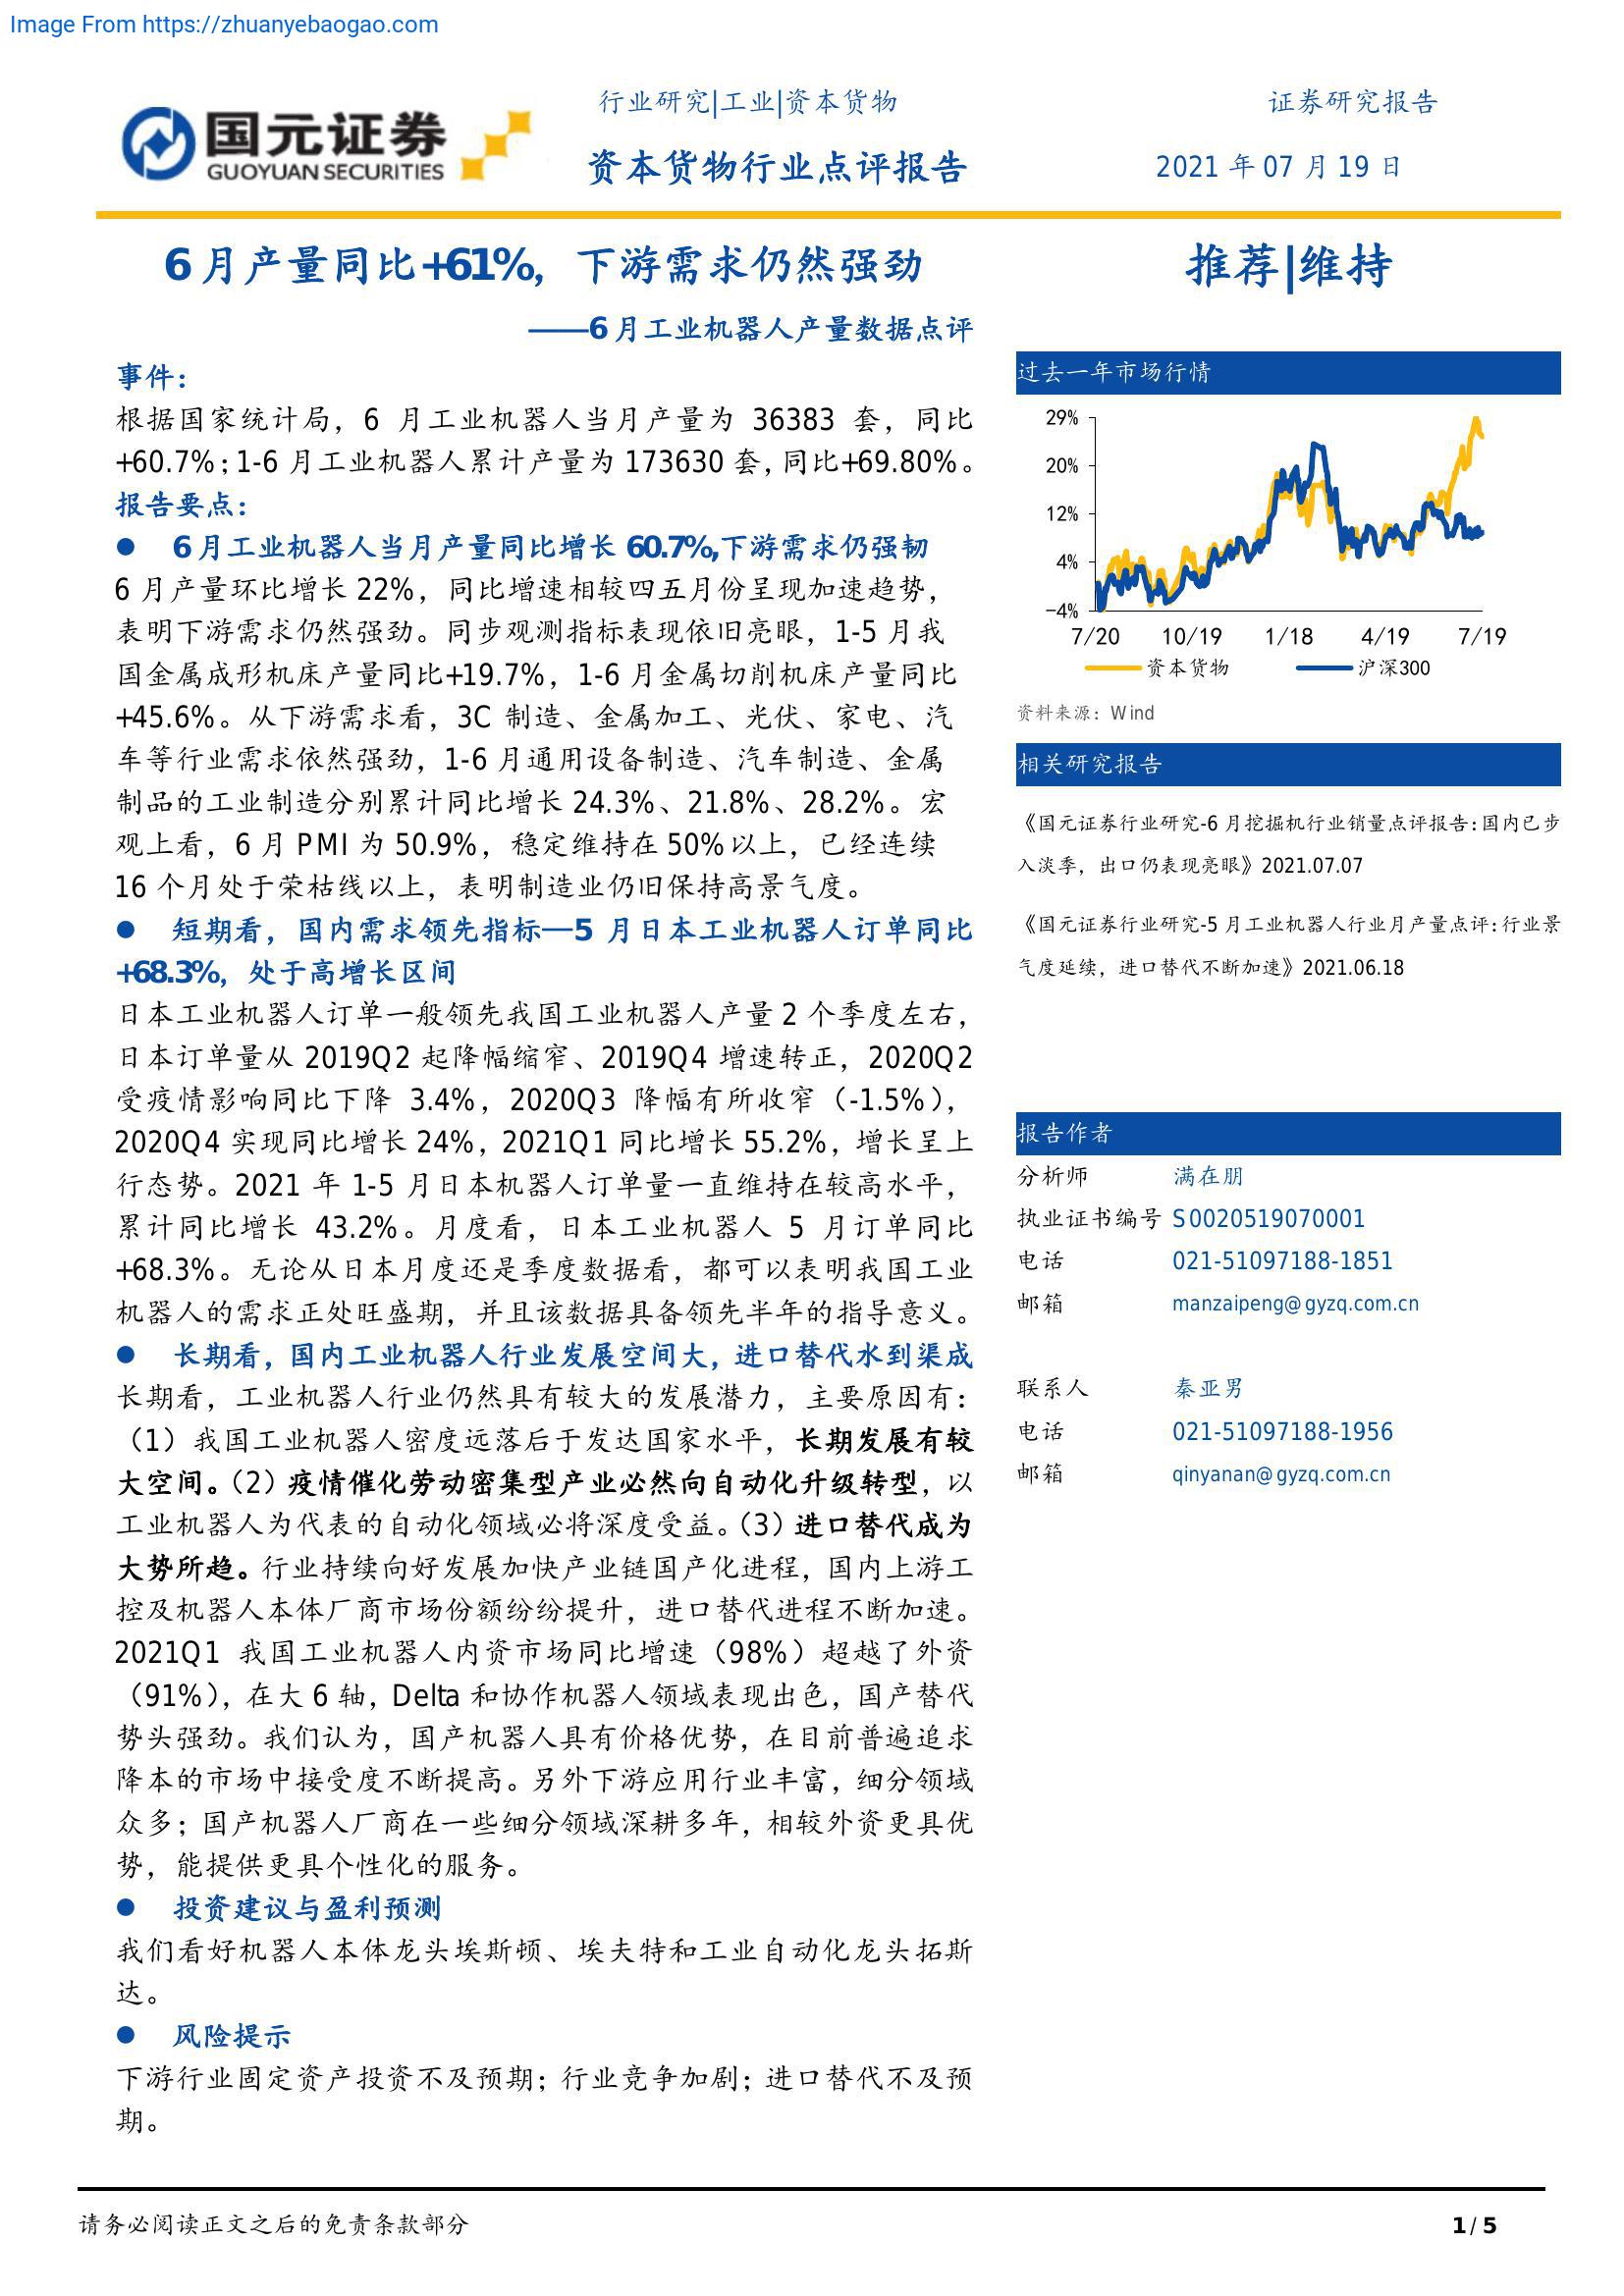 Image From https://zhuanyebaogao.com
国元证券
GUOYUAN SECURITIES
行业研究|工业|资本货物
证券研究报告
资本货物行业点评报告
2021 年 07 月 19 日
6 月产量同比+61%，下游需求仍然强劲
——6 月工业机器人产量数据点评
事件：
根据国家统计局，6 月工业机器人当月产量为 36383 套，同比
+60.7%；1-6 月工业机器人累计产量为 173630 套，同比+69.80%。
报告要点：
● 6 月工业机器人当月产量同比增长 60.7%,下游需求仍强韧
6 月产量环比增长 22%，同比增速相较四五月份呈现加速趋势，
表明下游需求仍然强劲。同步观测指标表现依旧亮眼，1-5 月我
国金属成形机床产量同比+19.7%，1-6 月金属切削机床产量同比
+45.6%。从下游需求看，3C 制造、金属加工、光伏、家电、汽
车等行业需求依然强劲，1-6 月通用设备制造、汽车制造、金属
制品的工业制造分别累计同比增长 24.3%、21.8%、28.2%。宏
观上看，6 月 PMI 为 50.9%，稳定维持在 50%以上，已经连续
16 个月处于荣枯线以上，表明制造业仍旧保持高景气度。
● 短期看，国内需求领先指标—5 月日本工业机器人订单同比
+68.3%，处于高增长区间
日本工业机器人订单一般领先我国工业机器人产量 2 个季度左右，
日本订单量从 2019Q2 起降幅缩窄、2019Q4 增速转正，2020Q2
受疫情影响同比下降 3.4%，2020Q3 降幅有所收窄（-1.5%），
2020Q4 实现同比增长 24%，2021Q1 同比增长 55.2%，增长呈上
行态势。2021 年 1-5 月日本机器人订单量一直维持在较高水平，
累计同比增长 43.2%。月度看，日本工业机器人 5 月订单同比
+68.3%。无论从日本月度还是季度数据看，都可以表明我国工业
机器人的需求正处旺盛期，并且该数据具备领先半年的指导意义。
● 长期看，国内工业机器人行业发展空间大，进口替代水到渠成
长期看，工业机器人行业仍然具有较大的发展潜力，主要原因有：
（1）我国工业机器人密度远落后于发达国家水平，长期发展有较
大空间。（2）疫情催化劳动密集型产业必然向自动化升级转型，以
工业机器人为代表的自动化领域必将深度受益。（3）进口替代成为
大势所趋。行业持续向好发展加快产业链国产化进程，国内上游工
控及机器人本体厂商市场份额纷纷提升，进口替代进程不断加速。
2021Q1 我国工业机器人内资市场同比增速（98%）超越了外资
（91%），在大 6 轴，Delta 和协作机器人领域表现出色，国产替代
势头强劲。我们认为，国产机器人具有价格优势，在目前普遍追求
降本的市场中接受度不断提高。另外下游应用行业丰富，细分领域
众多；国产机器人厂商在一些细分领域深耕多年，相较外资更具优
势，能提供更具个性化的服务。
● 投资建议与盈利预测
我们看好机器人本体龙头埃斯顿、埃夫特和工业自动化龙头拓斯
达。
● 风险提示
下游行业固定资产投资不及预期；行业竞争加剧；进口替代不及预
期。
推荐|维持
过去一年市场行情
29%
20%
12%
4%
-4%
7/20 10/19 1/18 4/19 7/19
资本货物 沪深300
资料来源：Wind
相关研究报告
《国元证券行业研究-6 月挖掘机行业销量点评报告：国内已步
入淡季，出口仍表现亮眼》2021.07.07
《国元证券行业研究-5 月工业机器人行业月产量点评：行业景
气度延续，进口替代不断加速》2021.06.18
报告作者
分析师 满在朋
执业证书编号 S0020519070001
电话 021-51097188-1851
邮箱 manzaipeng@gyzq.com.cn
联系人 秦亚男
电话 021-51097188-1956
邮箱 qinyanan@gyzq.com.cn
请务必阅读正文之后的免责条款部分
1 / 5